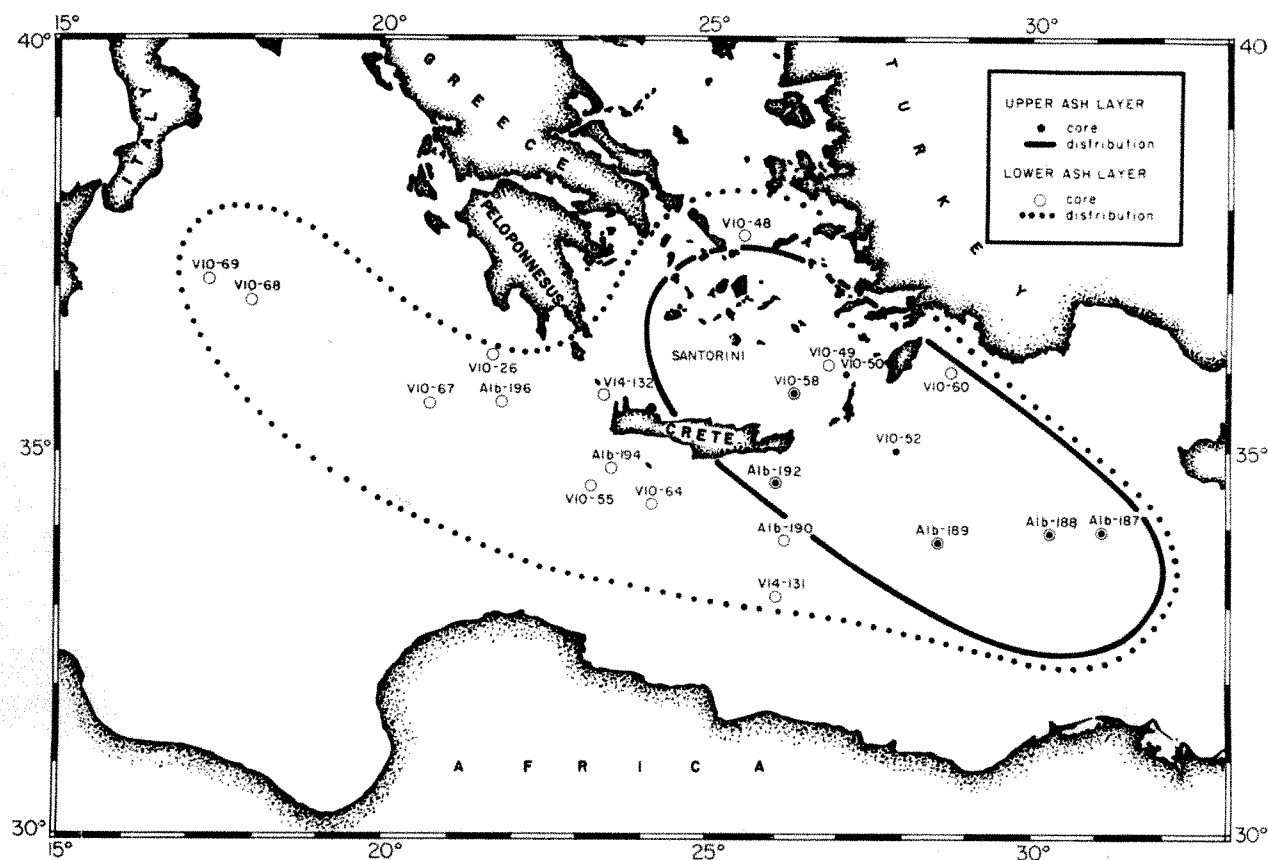 15° 20° 25° 30°
40° 40
GREECE
TURKEY
ITALY
UPPER ASH LAYER
core
distribution
LOWER ASH LAYER
core
distribution
PELOPONNESUS
V10-48
V10-69
V10-68
SANTORINI
V10-49
V10-50
V10-26
V10-58
V10-60
V10-67
Alb-196
V14-132
CRETE
35° 35°
V10-52
Alb-194
Alb-192
V10-55
V10-64
Alb-190
Alb-189
Alb-188
Alb-187
V14-131
AFRICA
30° 30°
15° 20° 25° 30°